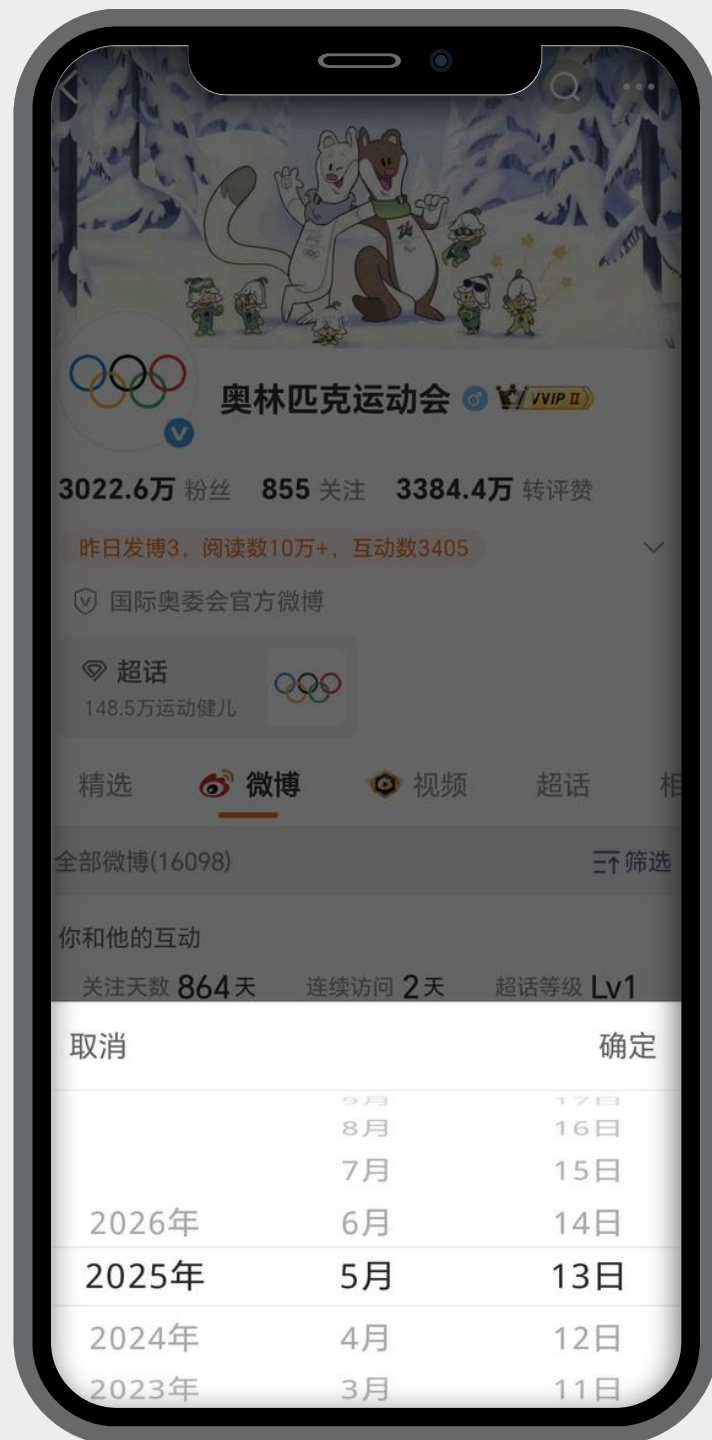 奥林匹克运动会 VVIP II
3022.6万 粉丝 855 关注 3384.4万 转评赞
昨日发博3，阅读数10万+，互动数3405
国际奥委会官方微博
超话
148.5万运动健儿
精选 微博 视频 超话 相
全部微博(16098) 筛选
你和他的互动
关注天数 864天 连续访问 2天 超话等级 Lv1
取消 确定
9月 17日
8月 16日
7月 15日
2026年 6月 14日
2025年 5月 13日
2024年 4月 12日
2023年 3月 11日